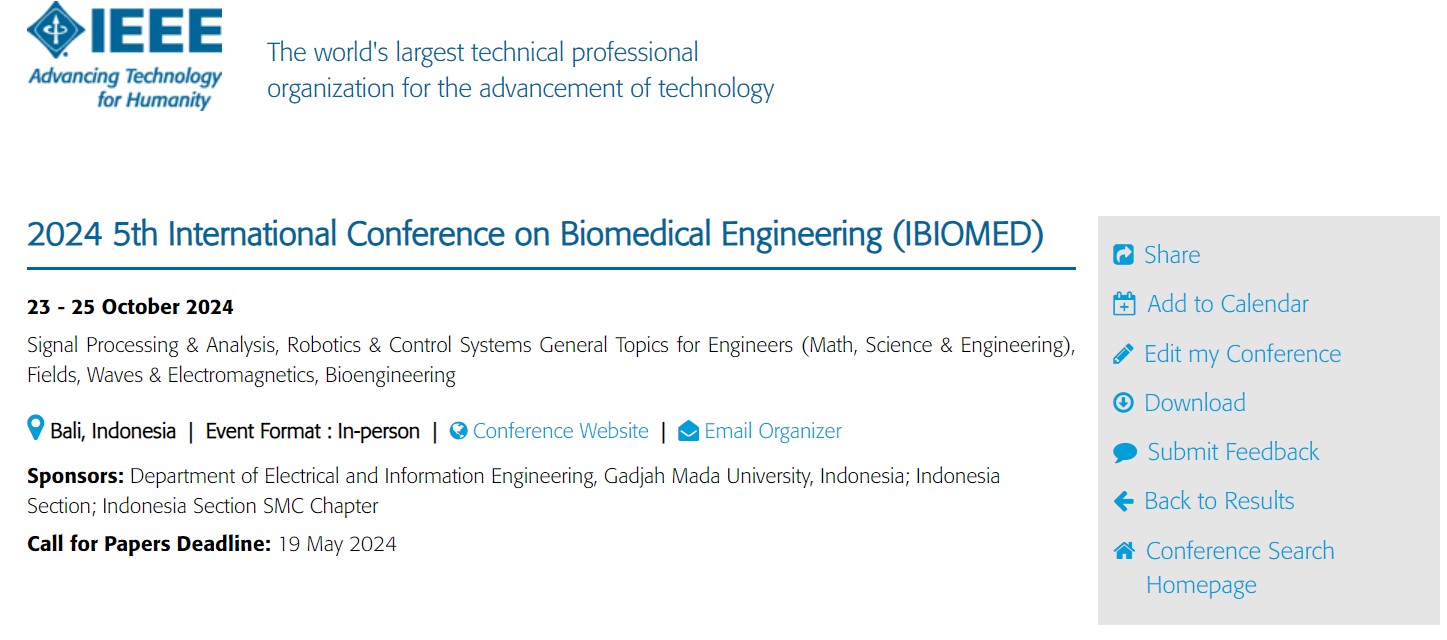 IEEE
Advancing Technology
for Humanity
The world's largest technical professional
organization for the advancement of technology
2024 5th International Conference on Biomedical Engineering (IBIOMED)
23 - 25 October 2024
Signal Processing & Analysis, Robotics & Control Systems General Topics for Engineers (Math, Science & Engineering),
Fields, Waves & Electromagnetics, Bioengineering
Bali, Indonesia | Event Format : In-person | Conference Website | Email Organizer
Sponsors: Department of Electrical and Information Engineering, Gadjah Mada University, Indonesia; Indonesia
Section; Indonesia Section SMC Chapter
Call for Papers Deadline: 19 May 2024
Share
Add to Calendar
Edit my Conference
Download
Submit Feedback
Back to Results
Conference Search
Homepage